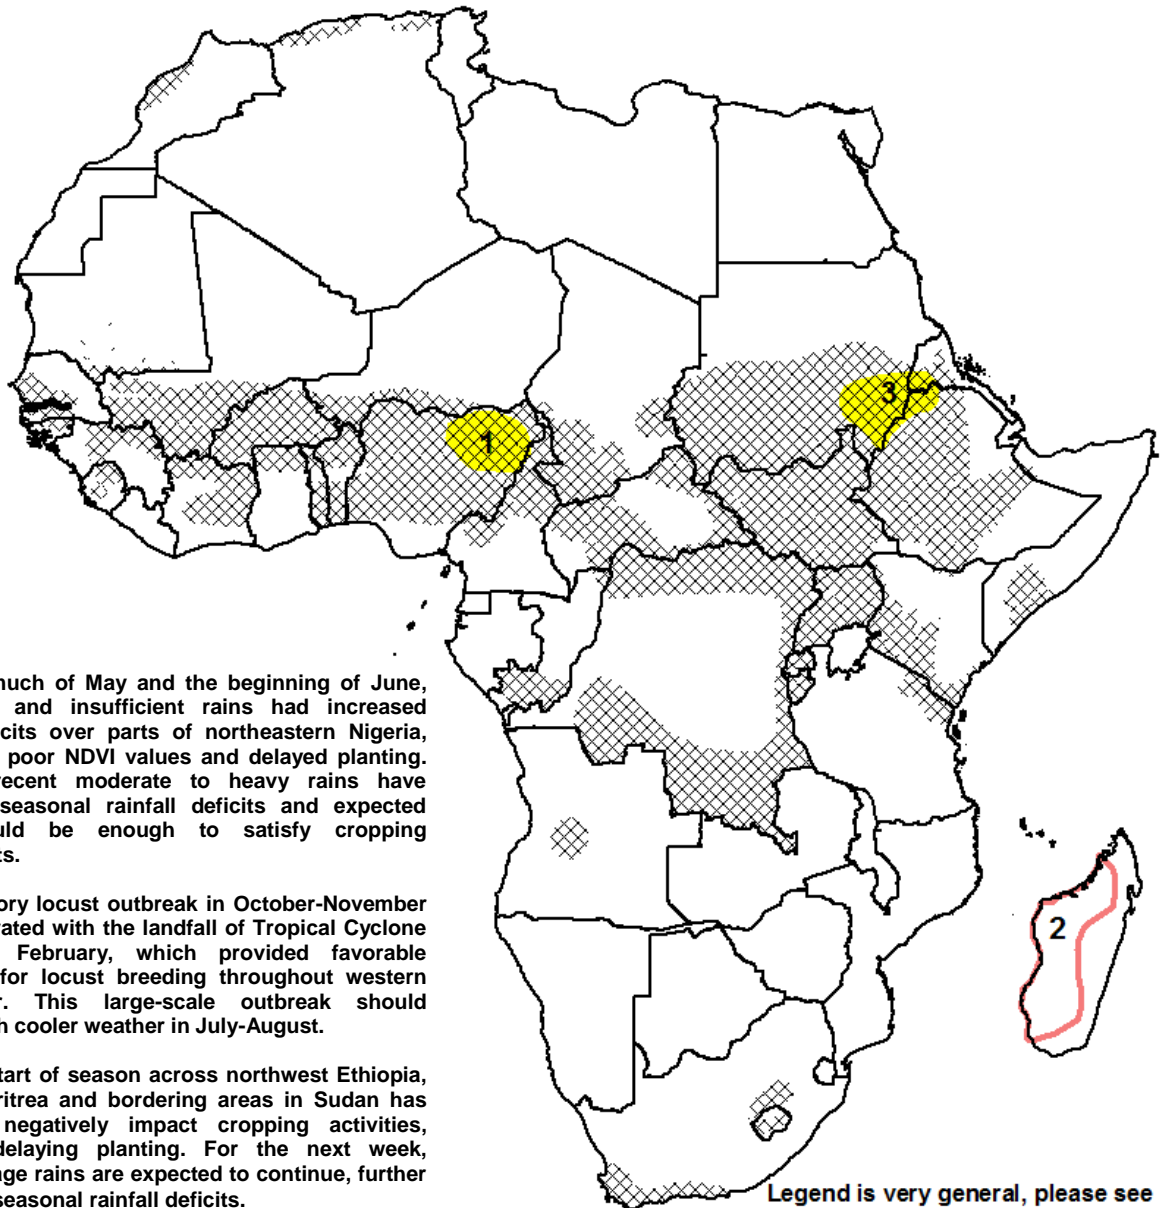 much of May and the beginning of June,
and insufficient rains had increased
cits over parts of northeastern Nigeria,
poor NDVI values and delayed planting.
recent moderate to heavy rains have
seasonal rainfall deficits and expected
uld be enough to satisfy cropping
ts.
ory locust outbreak in October-November
vated with the landfall of Tropical Cyclone
February, which provided favorable
for locust breeding throughout western
r. This large-scale outbreak should
h cooler weather in July-August.
tart of season across northwest Ethiopia,
ritrea and bordering areas in Sudan has
negatively impact cropping activities,
delaying planting. For the next week,
age rains are expected to continue, further
seasonal rainfall deficits.
1
3
2
Legend is very general, please see